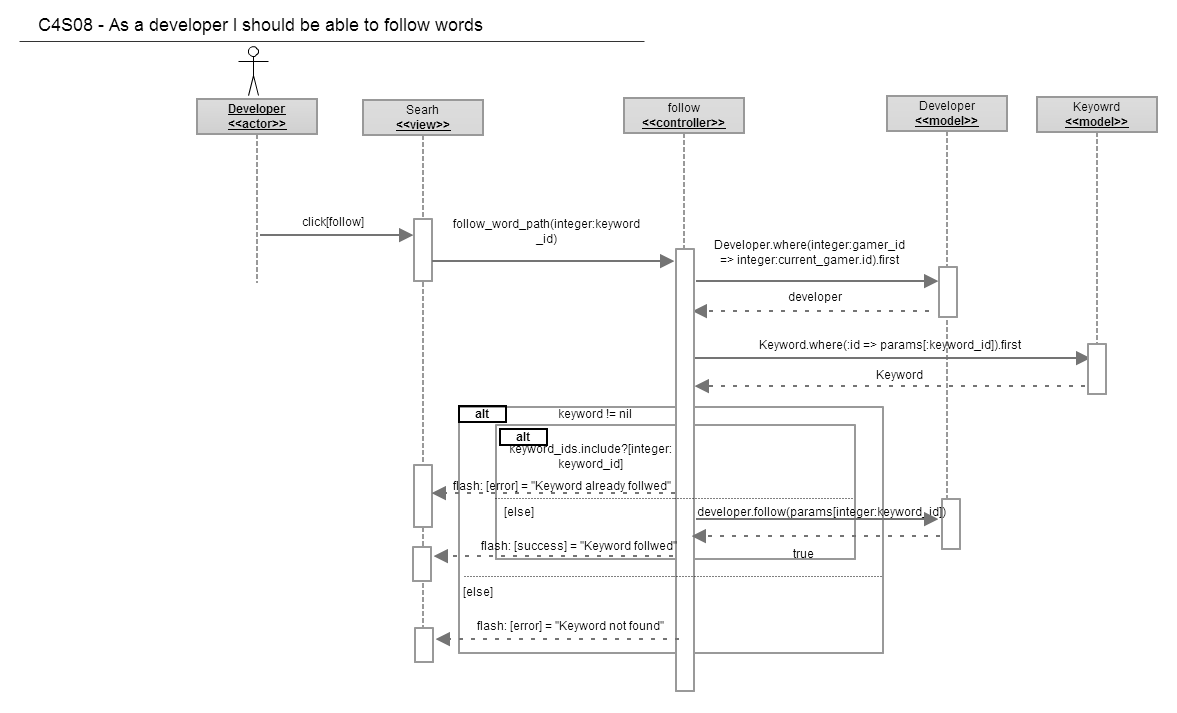 C4S08 - As a developer I should be able to follow words
Developer
<<actor>>
Searh
<<view>>
follow
<<controller>>
Developer
<<model>>
Keyowrd
<<model>>
click[follow]
follow_word_path(integer:keyword
_id)
Developer.where(integer:gamer_id
=> integer:current_gamer.id).first
developer
Keyword.where(:id => params[:keyword_id]).first
Keyword
alt
keyword != nil
alt
keyword_ids.include?[integer:
keyword_id]
flash: [error] = "Keyword already follwed"
[else]
developer.follow(params[integer:keyword_id])
flash: [success] = "Keyword follwed"
true
[else]
flash: [error] = "Keyword not found"